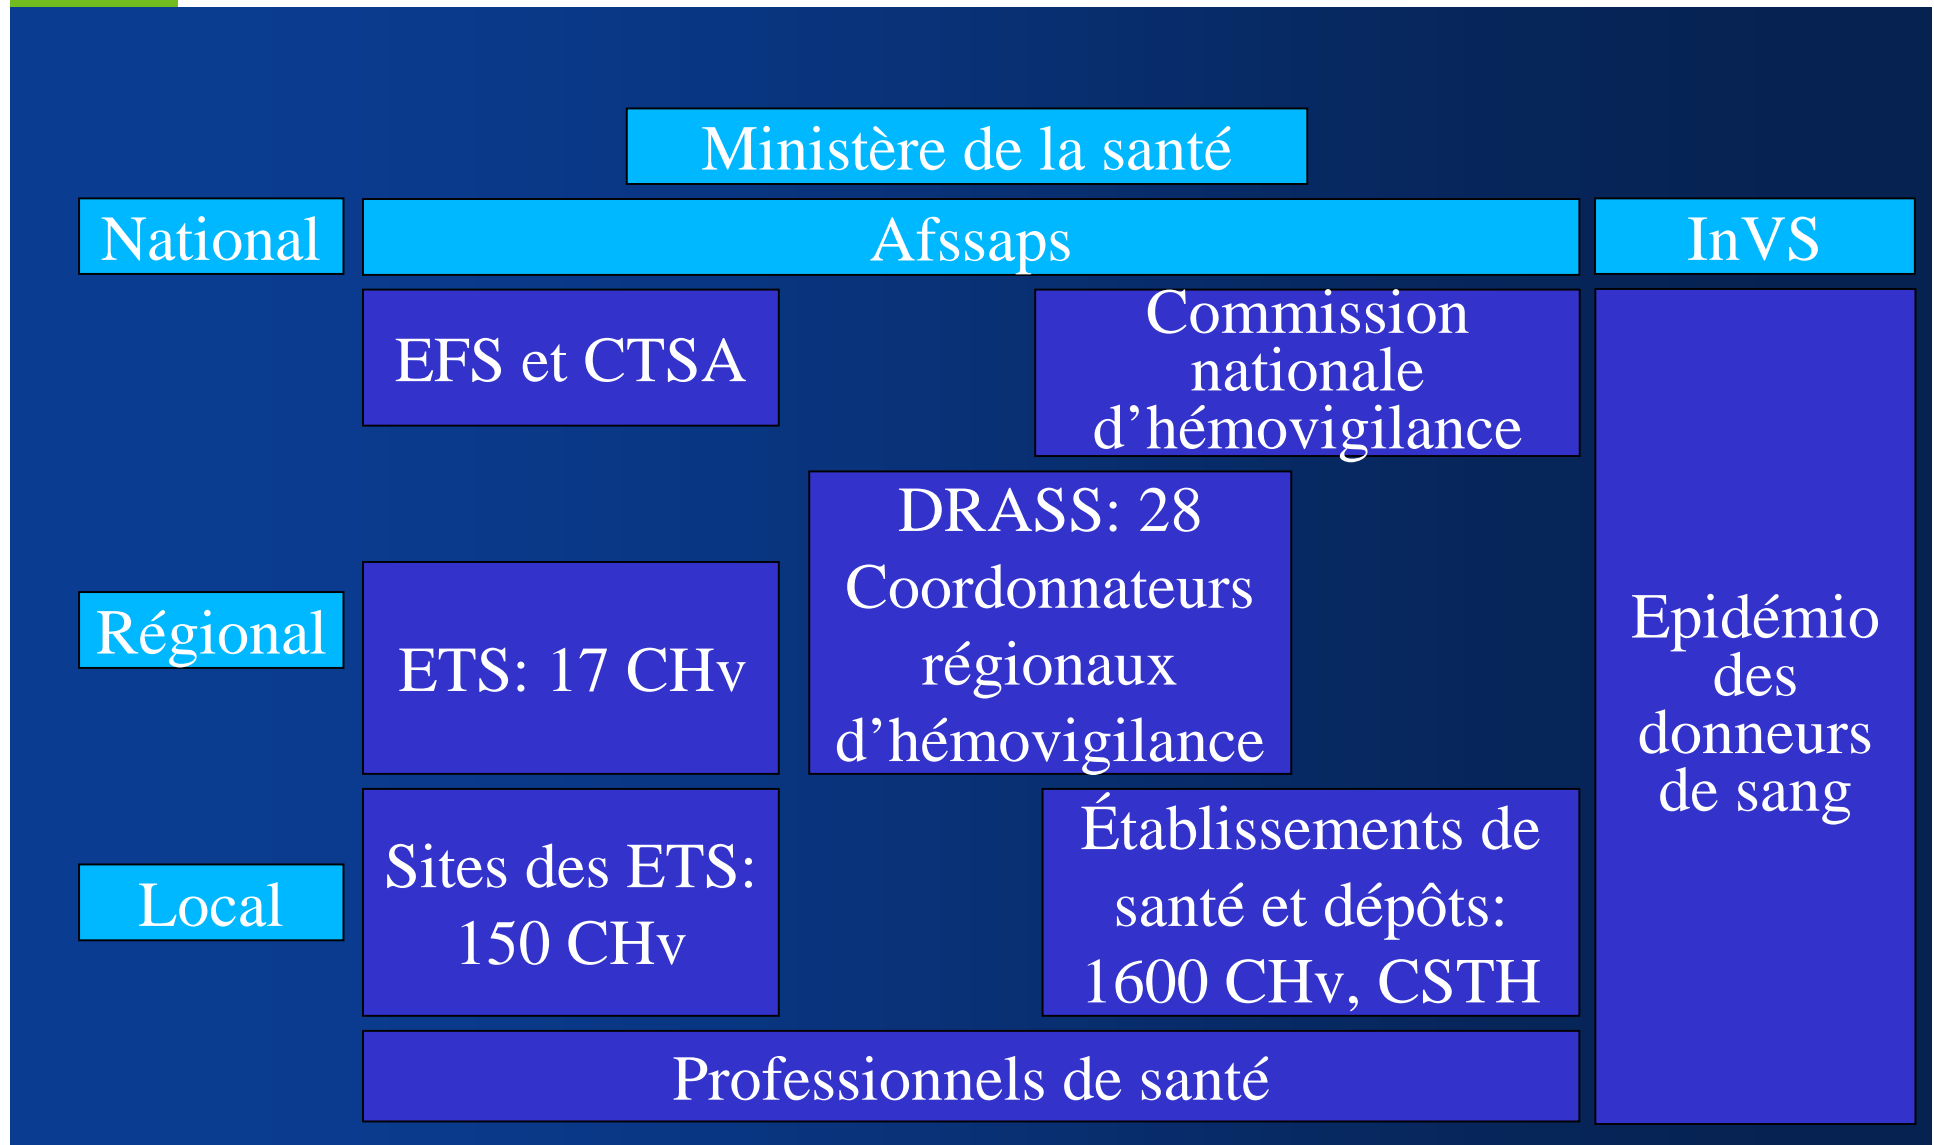 Ministère de la santé
National
Afssaps
InVS
EFS et CTSA
Commission
nationale
d’hémovigilance
DRASS: 28
Coordonnateurs
régionaux
d’hémovigilance
Régional
ETS: 17 CHv
Epidémio
des
donneurs
de sang
Local
Sites des ETS:
150 CHv
Établissements de
santé et dépôts:
1600 CHv, CSTH
Professionnels de santé